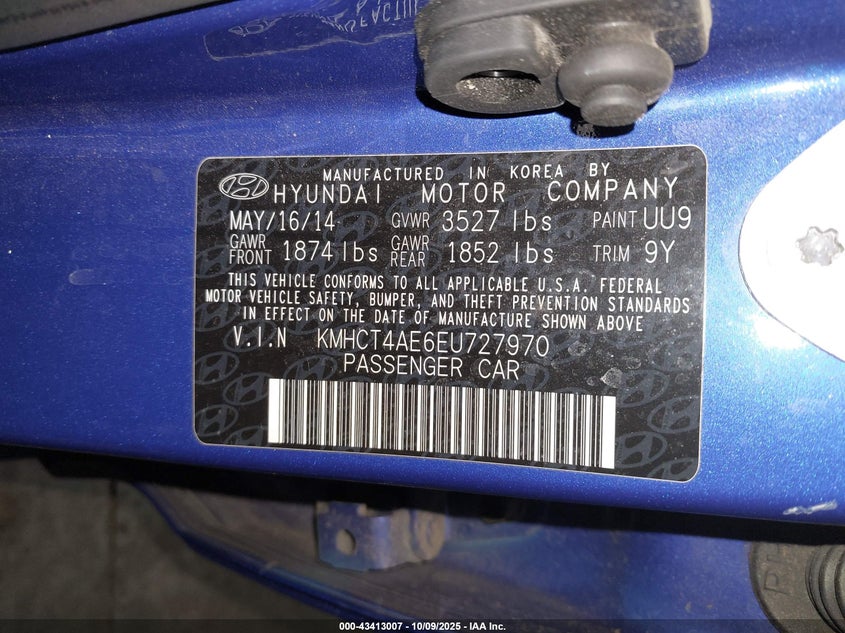 MANUFACTURED IN KOREA BY
HYUNDAI MOTOR COMPANY
MAY/16/14 GVWR 3527 lbs PAINT UU9
GAWR FRONT 1874 lbs GAWR REAR 1852 lbs TRIM 9Y
THIS VEHICLE CONFORMS TO ALL APPLICABLE U.S.A. FEDERAL
MOTOR VEHICLE SAFETY, BUMPER, AND THEFT PREVENTION STANDARDS
IN EFFECT ON THE DATE OF MANUFACTURE SHOWN ABOVE
V.I.N KMHCT4AE6EU727970
PASSENGER CAR
000-43413007 - 10/09/2025 - IAA Inc.